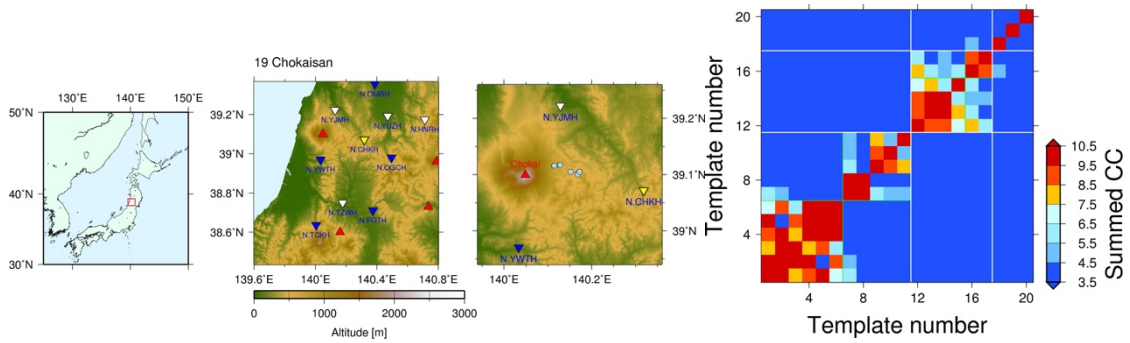 19 Chokaisan
130˚E
140˚E
150˚E
50˚N
40˚N
30˚N
39.2˚N
39˚N
38.8˚N
38.6˚N
139.6˚E
140˚E
140.4˚E
140.8˚E
N.OMRH
N.YJMH
N.YUZH
N.HNRH
N.CHKH
N.YWTH
N.OGCH
N.TZWH
N.FGTH
N.TOKH
0
1000
2000
3000
Altitude [m]
39.2˚N
39.1˚N
39˚N
140˚E
140.2˚E
N.YJMH
Chokai
N.CHKH
N.YWTH
Template number
20
16
12
8
4
4
8
12
16
20
Template number
10.5
9.5
8.5
7.5
6.5
5.5
4.5
3.5
Summed CC